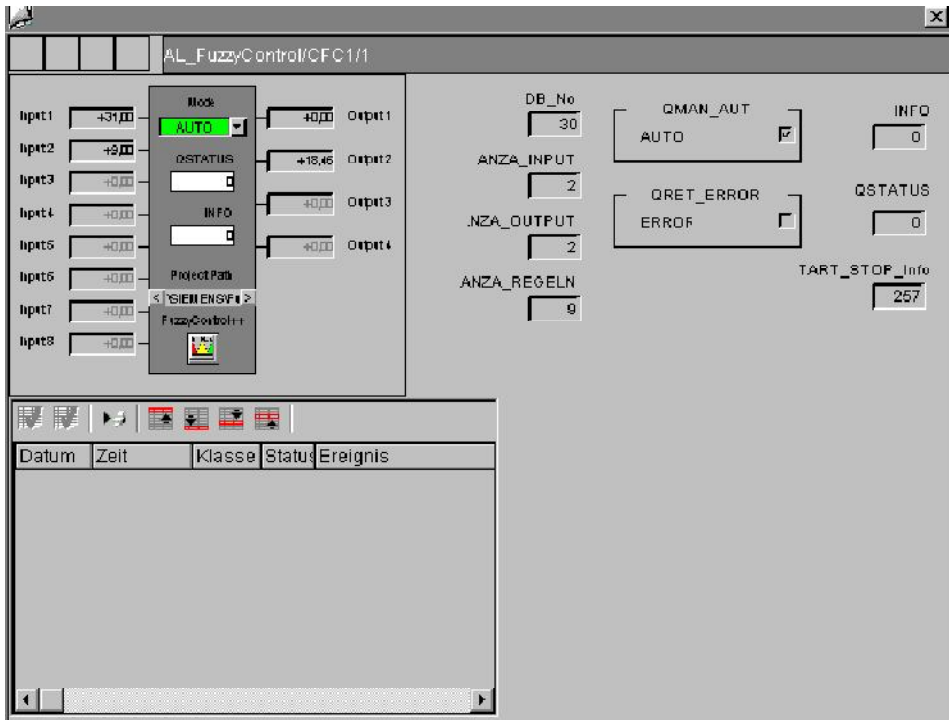 AL_FuzzyControl/CFC1/1
Mode
AUTO
QSTATUS
0
INFO
0
Project Path
FuzzyControl++
Input1 +31,00
Input2 +9,00
Input3 +0,00
Input4 +0,00
Input5 +0,00
Input6 +0,00
Input7 +0,00
Input8 +0,00
+0,00 Output1
+18,46 Output2
+0,00 Output3
+0,00 Output4
DB_No
30
ANZA_INPUT
2
.NZA_OUTPUT
2
ANZA_REGELN
9
QMAN_AUT
AUTO
QRET_ERROR
ERROR
INFO
0
QSTATUS
0
TART_STOP_Info
257
Datum Zeit Klasse Status Ereignis